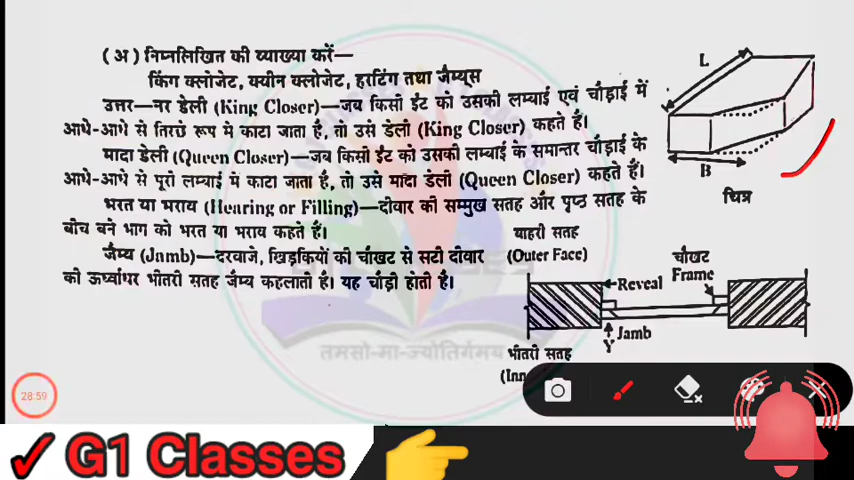 (अ) निम्नलिखित की व्याख्या करें—
किंग क्लोजेट, क्वीन क्लोजेट, हरटिंग तथा जैम्ब्स
उत्तर—नर डेली (King Closer)—जब किसी ईंट को उसकी लम्बाई एवं चौड़ाई में
आधे-आधे से तिरछे रूप मे काटा जाता है, तो उसे डेली (King Closer) कहते हैं।
मादा डेली (Queen Closer)—जब किसी ईंट को उसकी लम्बाई के समान्तर चौड़ाई के
आधे-आधे से पूरी लम्बाई में काटा जाता है, तो उसे मादा डेली (Queen Closer) कहते हैं।
भरत या भराव (Hearing or Filling)—दीवार की सम्मुख सतह और पृष्ठ सतह के
बीच बने भाग को भरत या भराव कहते हैं।
जैम्ब (Jamb)—दरवाजे, खिड़कियों की चौखट से सटी दीवार
की ऊर्ध्वाधर भीतरी सतह जैम्ब कहलाती है। यह चौड़ी होती है।
L
B
चित्र
बाहरी सतह
(Outer Face)
चौखट
Frame
Reveal
Jamb
Y
भीतरी सतह
(Inn
तमसो-मा-ज्योतिर्गमय
28:59
G1 Classes